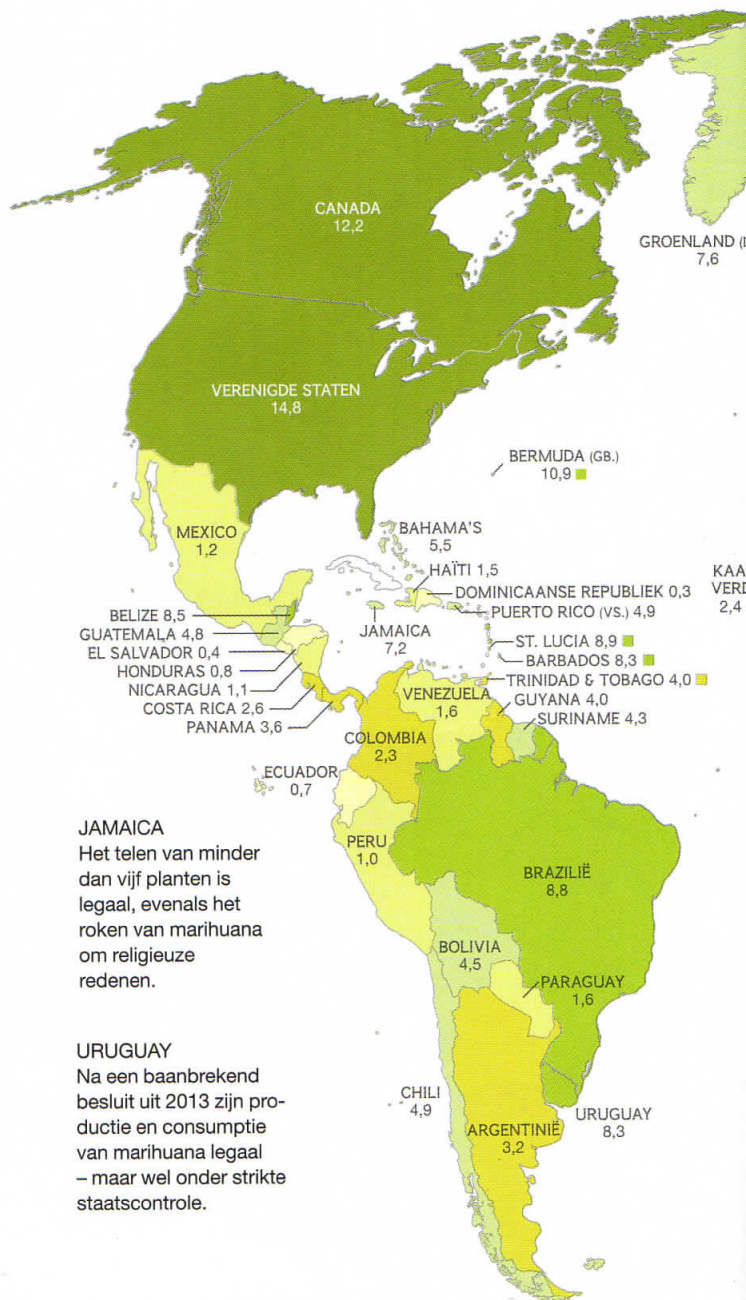 CANADA
12,2
GROENLAND
7,6
VERENIGDE STATEN
14,8
BERMUDA (GB.)
10,9
MEXICO
1,2
BAHAMA'S
5,5
HAÏTI 1,5
DOMINICAANSE REPUBLIEK 0,3
PUERTO RICO (VS.) 4,9
JAMAICA
7,2
2,4
BELIZE 8,5
GUATEMALA 4,8
EL SALVADOR 0,4
HONDURAS 0,8
NICARAGUA 1,1
COSTA RICA 2,6
PANAMA 3,6
ST. LUCIA 8,9
BARBADOS 8,3
TRINIDAD & TOBAGO 4,0
VENEZUELA
1,6
GUYANA 4,0
SURINAME 4,3
COLOMBIA
2,3
ECUADOR
0,7
PERU
1,0
BRAZILIË
8,8
BOLIVIA
4,5
PARAGUAY
1,6
CHILI
4,9
ARGENTINIË
3,2
URUGUAY
8,3
JAMAICA
Het telen van minder
dan vijf planten is
legaal, evenals het
roken van marihuana
om religieuze
redenen.
URUGUAY
Na een baanbrekend
besluit uit 2013 zijn pro-
ductie en consumptie
van marihuana legaal
– maar wel onder strikte
staatscontrole.